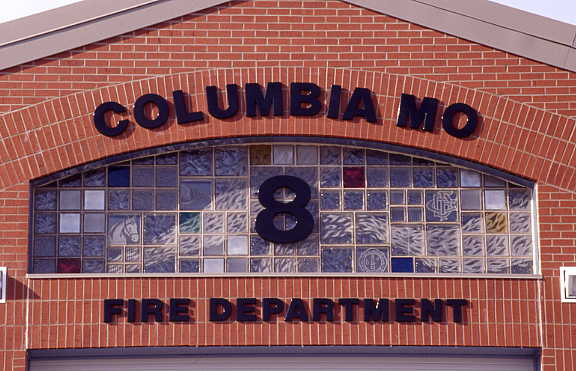 COLUMBIA MO
8
FIRE DEPARTMENT